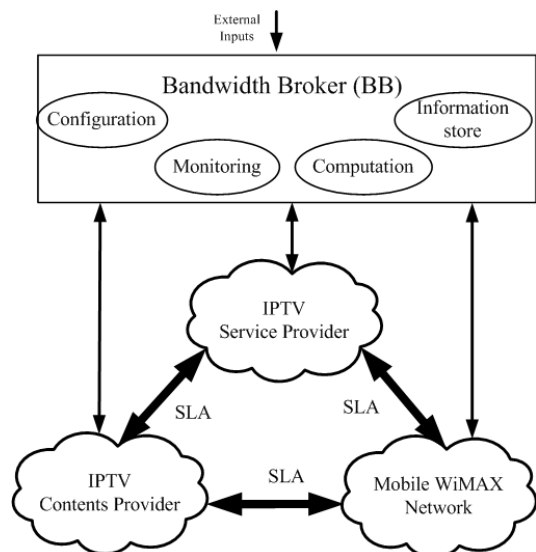 External
Inputs
Bandwidth Broker (BB)
Configuration
Information
store
Monitoring
Computation
IPTV
Service Provider
SLA
SLA
IPTV
Contents Provider
SLA
Mobile WiMAX
Network